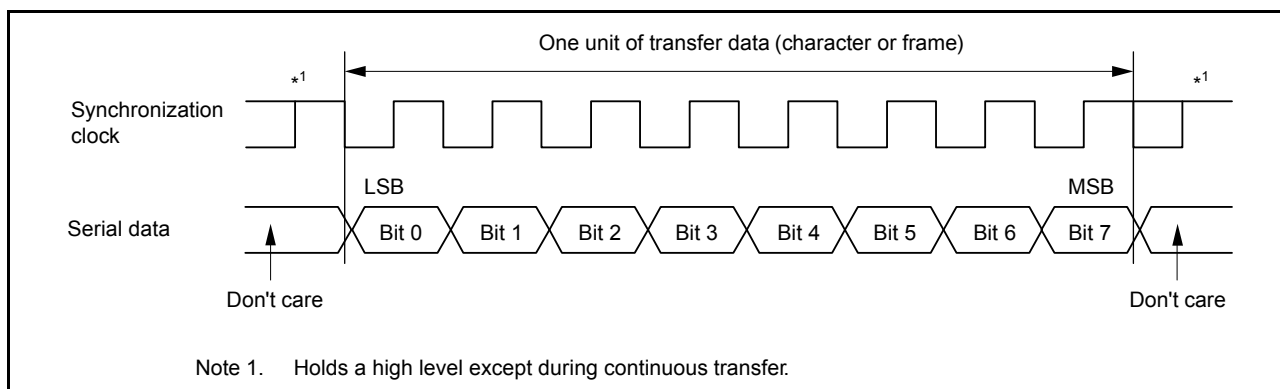 One unit of transfer data (character or frame)
*1
*1
Synchronization
clock
LSB
MSB
Serial data
Bit 0
Bit 1
Bit 2
Bit 3
Bit 4
Bit 5
Bit 6
Bit 7
Don't care
Don't care
Note 1. Holds a high level except during continuous transfer.